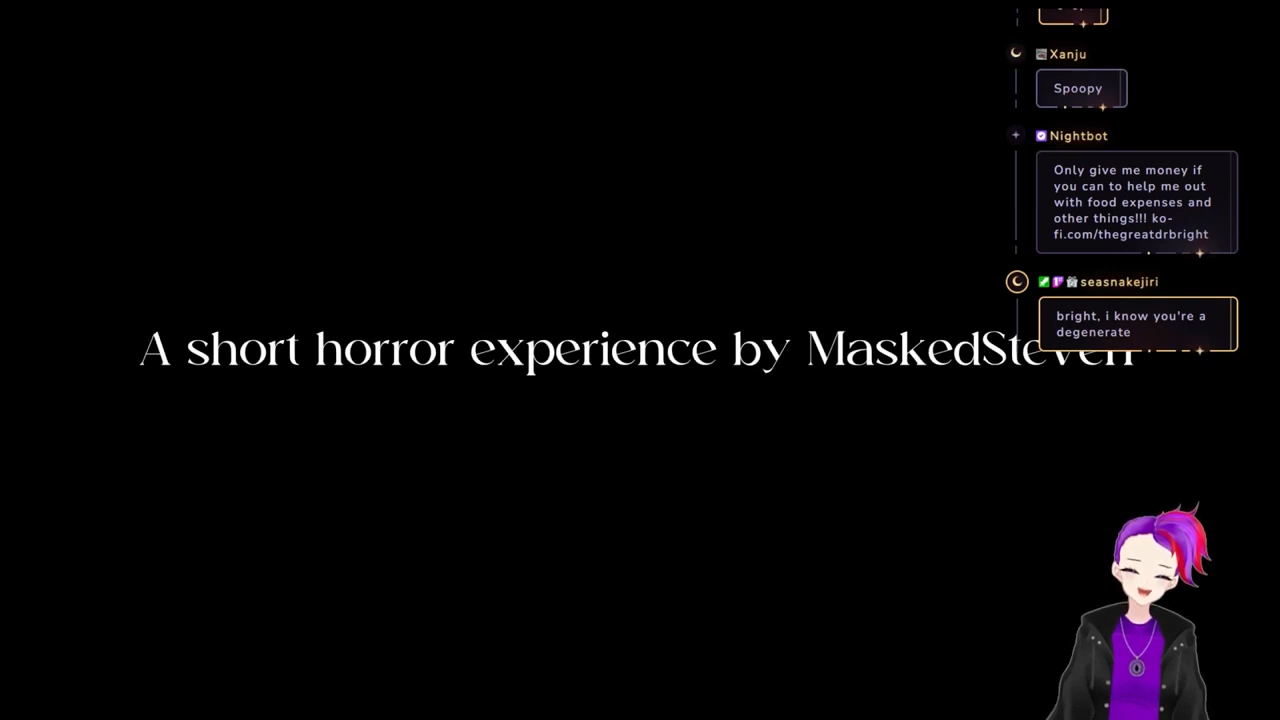 Xanju
Spoopy
Nightbot
Only give me money if
you can to help me out
with food expenses and
other things!!! ko-
fi.com/thegreatdrbright
seasnakejiri
bright, i know you're a
degenerate
A short horror experience by MaskedSteven